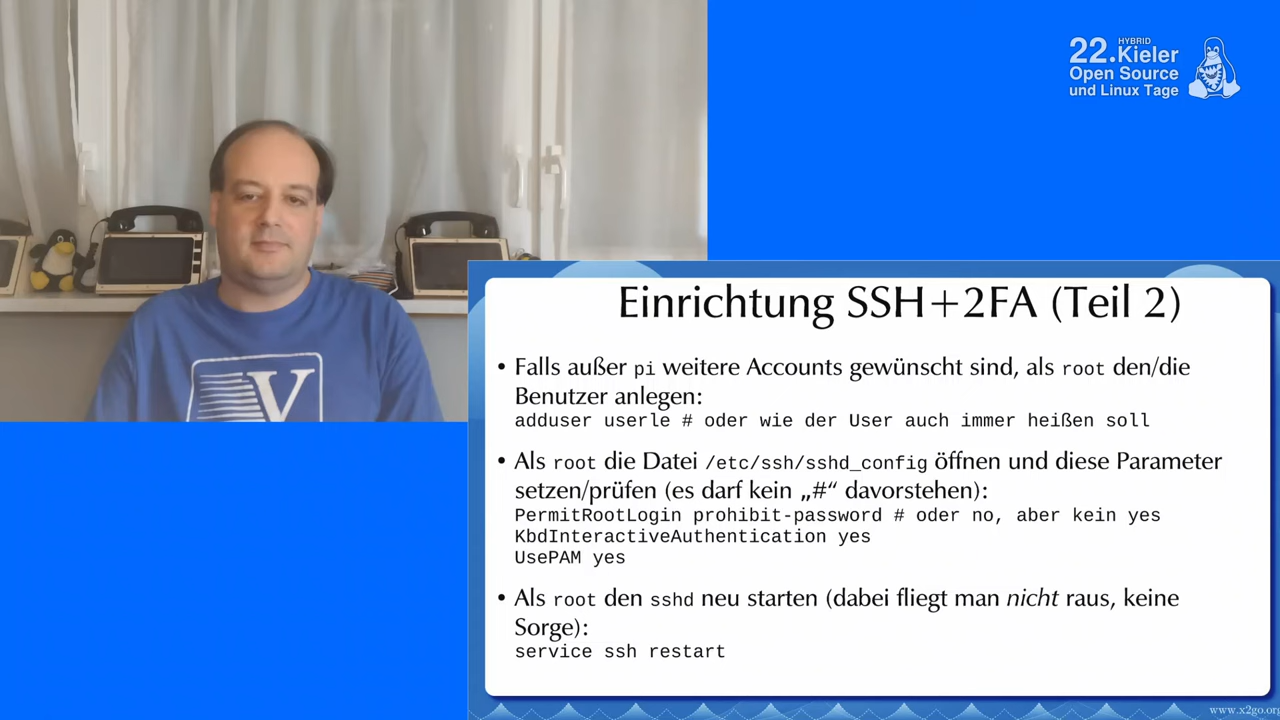 HYBRID
22.Kieler
Open Source
und Linux Tage
Einrichtung SSH+2FA (Teil 2)
• Falls außer pi weitere Accounts gewünscht sind, als root den/die
Benutzer anlegen:
adduser userle # oder wie der User auch immer heißen soll
• Als root die Datei /etc/ssh/sshd_config öffnen und diese Parameter
setzen/prüfen (es darf kein „#“ davorstehen):
PermitRootLogin prohibit-password # oder no, aber kein yes
KbdInteractiveAuthentication yes
UsePAM yes
• Als root den sshd neu starten (dabei fliegt man nicht raus, keine
Sorge):
service ssh restart
www.x2go.org